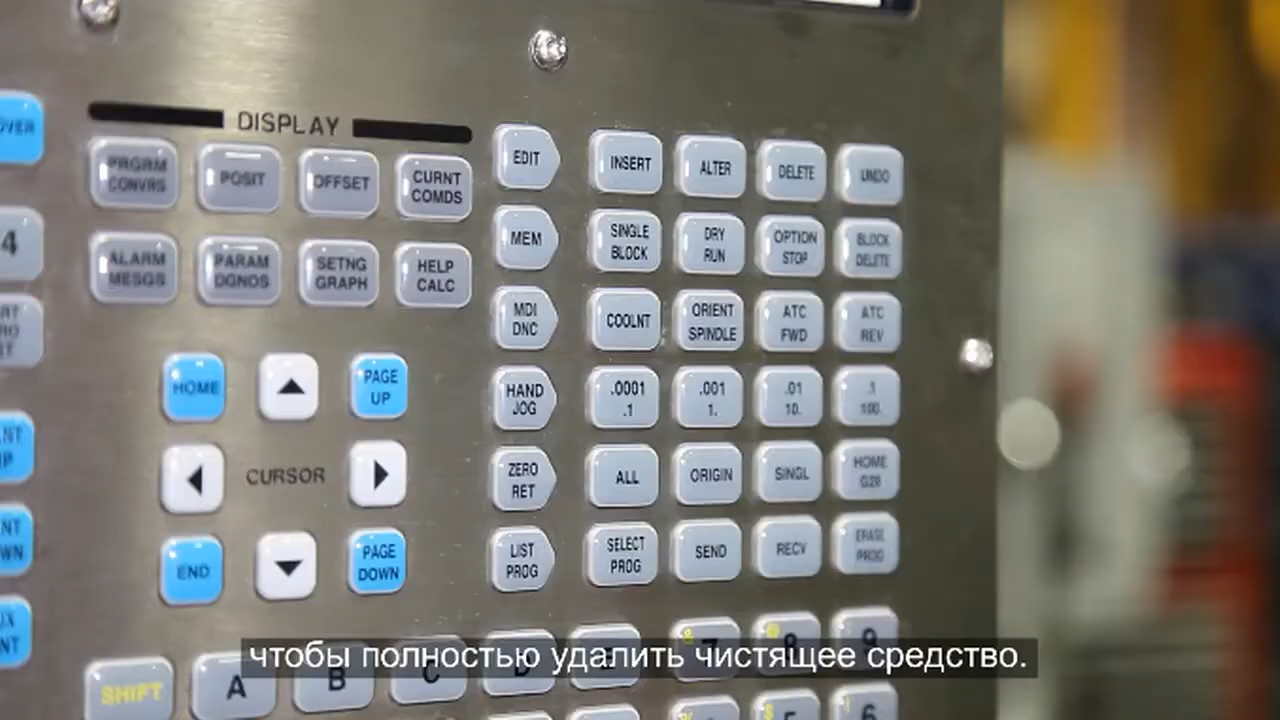 DISPLAY
PRGRM
CONVRS
POSIT
OFFSET
CURNT
COMDS
ALARM
MESGS
PARAM
DGNOS
SETNG
GRAPH
HELP
CALC
HOME
PAGE
UP
CURSOR
END
PAGE
DOWN
EDIT
INSERT
ALTER
DELETE
UNDO
MEM
SINGLE
BLOCK
DRY
RUN
OPTION
STOP
BLOCK
DELETE
MDI
DNC
COOLNT
ORIENT
SPINDLE
ATC
FWD
ATC
REV
HAND
JOG
.0001
.1
.001
1.
.01
10.
.1
100.
ZERO
RET
ALL
ORIGIN
SINGL
HOME
G28
LIST
PROG
SELECT
PROG
SEND
RECV
ERASE
PROG
4
SHIFT
A
B
C
D
E
7
8
9
чтобы полностью удалить чистящее средство.
5
6